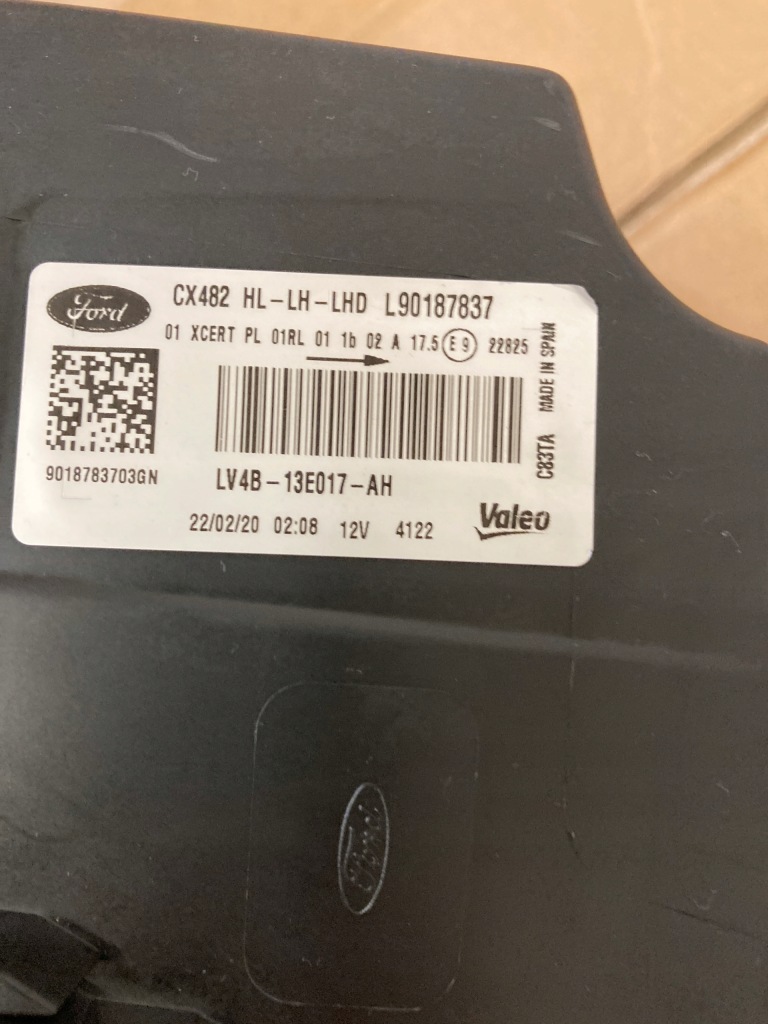 Ford
CX482 HL-LH-LHD L90187837
01 XCERT PL 01RL 01 1b 02 A 17.5 E9 22825
9018783703GN
LV4B-13E017-AH
22/02/20 02:08 12V 4122
Valeo
C83TA MADE IN SPAIN
Ford